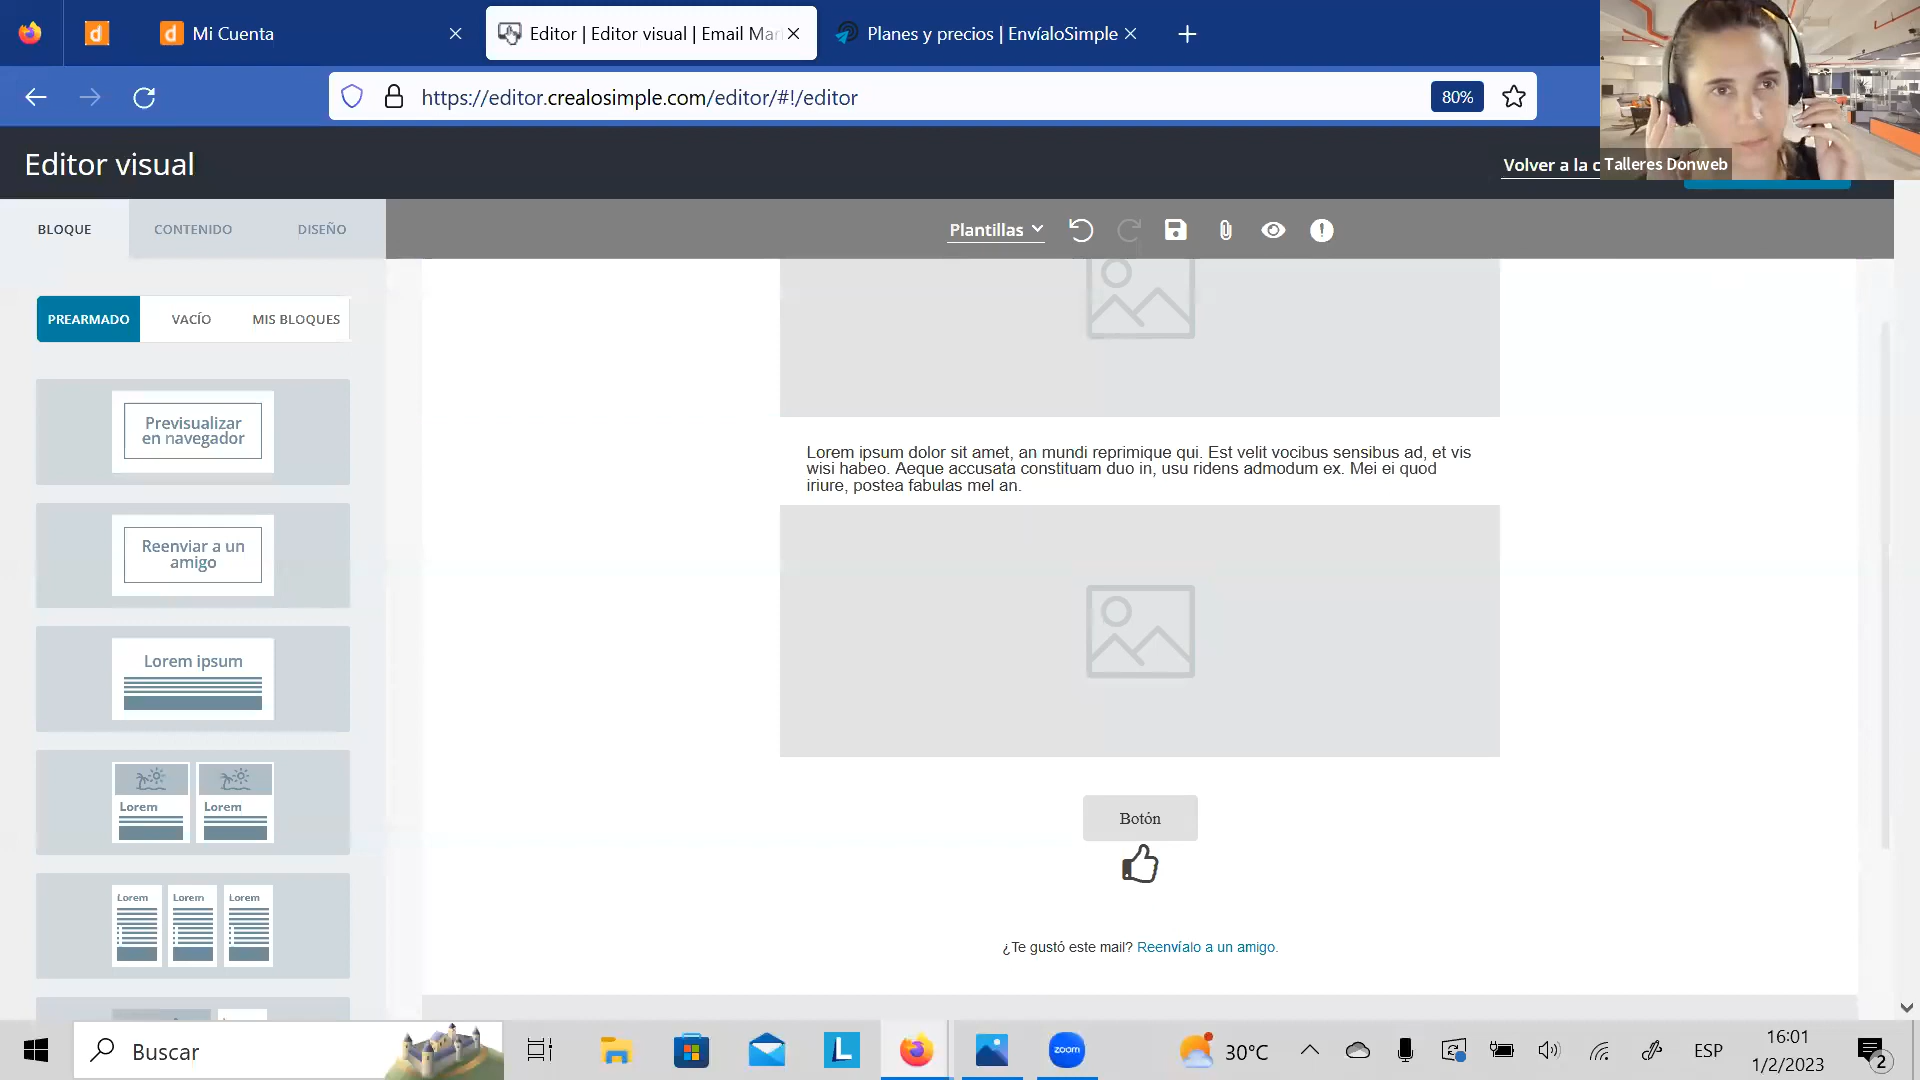 Mi Cuenta
Editor | Editor visual | Email Mar
Planes y precios | EnvíaloSimple
https://editor.crealosimple.com/editor/#!/editor
80%
Editor visual
Volver a la c
Talleres Donweb
BLOQUE
CONTENIDO
DISEÑO
Plantillas
PREARMADO
VACÍO
MIS BLOQUES
Previsualizar
en navegador
Reenviar a un
amigo
Lorem ipsum
Lorem
Lorem
Lorem
Lorem
Lorem
Lorem ipsum dolor sit amet, an mundi reprimique qui. Est velit vocibus sensibus ad, et vis
wisi habeo. Aeque accusata constituam duo in, usu ridens admodum ex. Mei ei quod
iriure, postea fabulas mel an.
Botón
¿Te gustó este mail? Reenvíalo a un amigo.
Buscar
L
zoom
30°C
ESP
16:01
1/2/2023
2